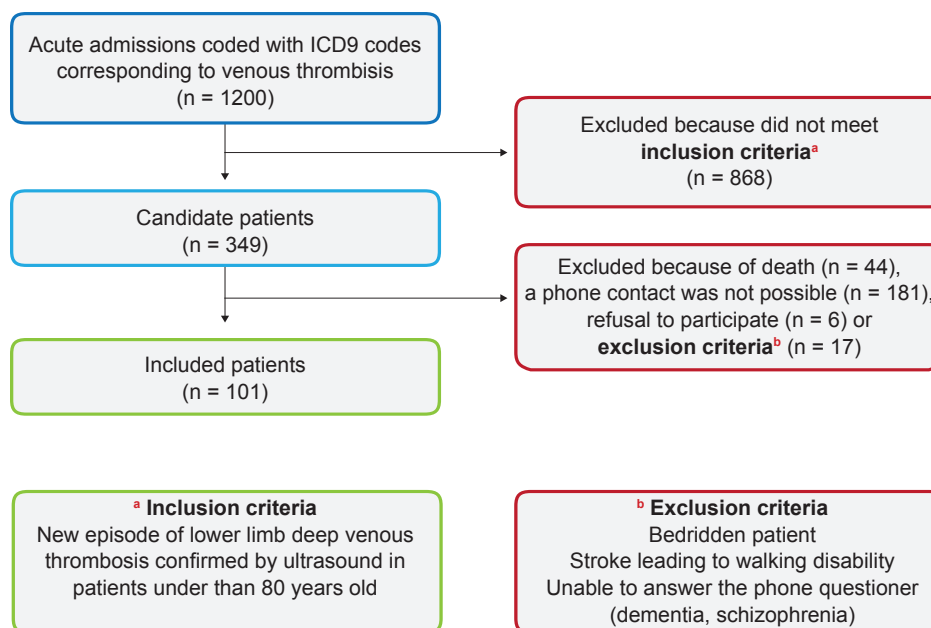 Acute admissions coded with ICD9 codes
corresponding to venous thrombisis
(n = 1200)
Excluded because did not meet
inclusion criteriaᵃ
(n = 868)
Candidate patients
(n = 349)
Excluded because of death (n = 44),
a phone contact was not possible (n = 181),
refusal to participate (n = 6) or
exclusion criteriaᵇ (n = 17)
Included patients
(n = 101)
ᵃ Inclusion criteria
New episode of lower limb deep venous
thrombosis confirmed by ultrasound in
patients under than 80 years old
ᵇ Exclusion criteria
Bedridden patient
Stroke leading to walking disability
Unable to answer the phone questioner
(dementia, schizophrenia)